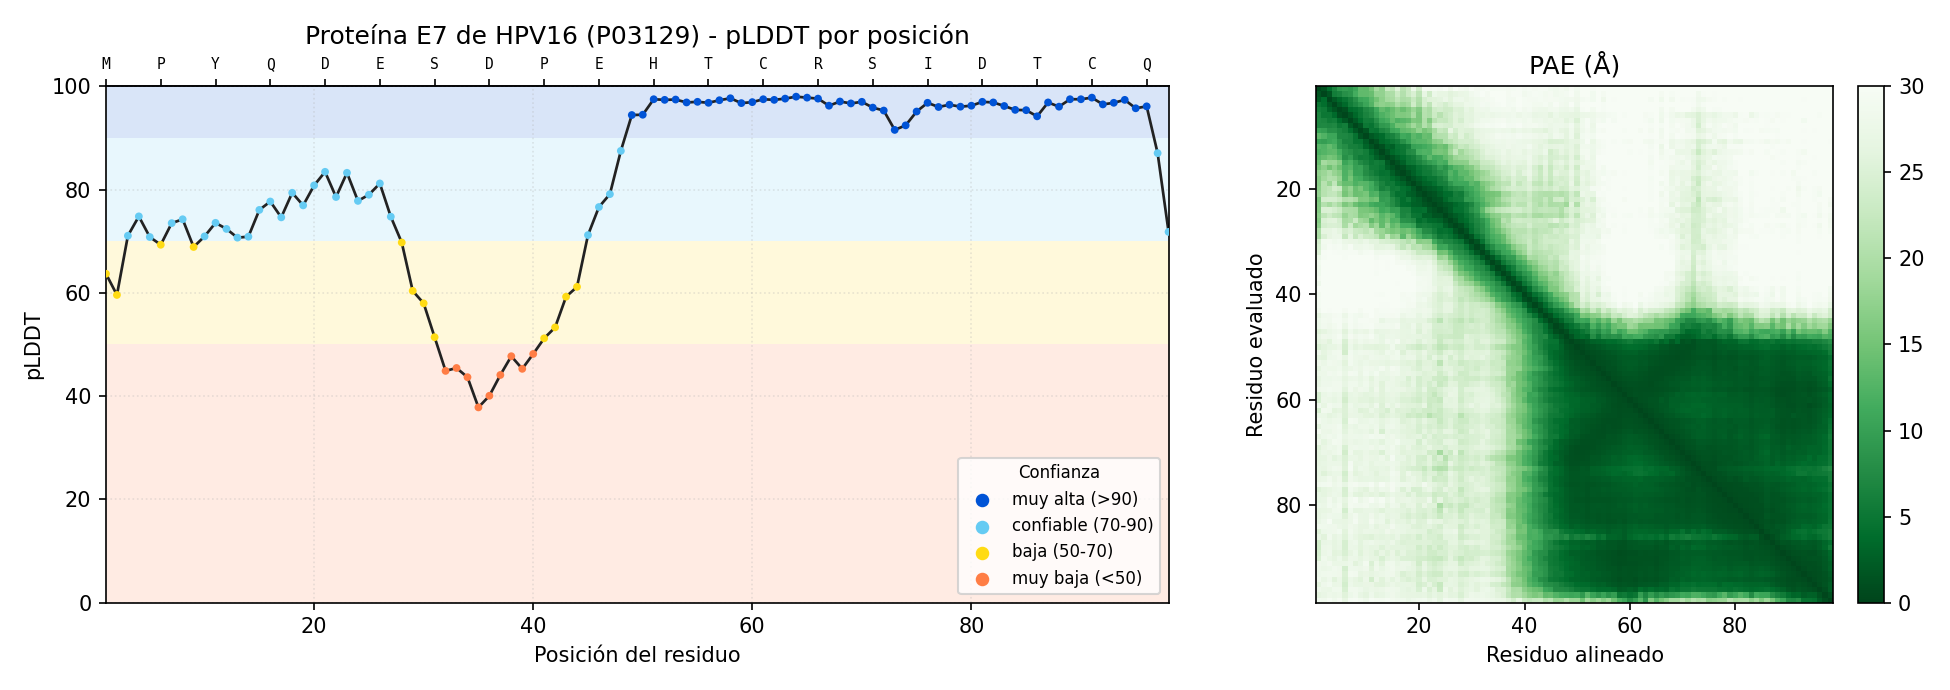 Proteína E7 de HPV16 (P03129) - pLDDT por posición
M P Y Q D E S D P E H T C R S I D T C Q
100
80
60
40
20
0
pLDDT
20 40 60 80
Posición del residuo
Confianza
muy alta (>90)
confiable (70-90)
baja (50-70)
muy baja (<50)
PAE (Å)
20
40
60
80
Residuo evaluado
20 40 60 80
Residuo alineado
30
25
20
15
10
5
0